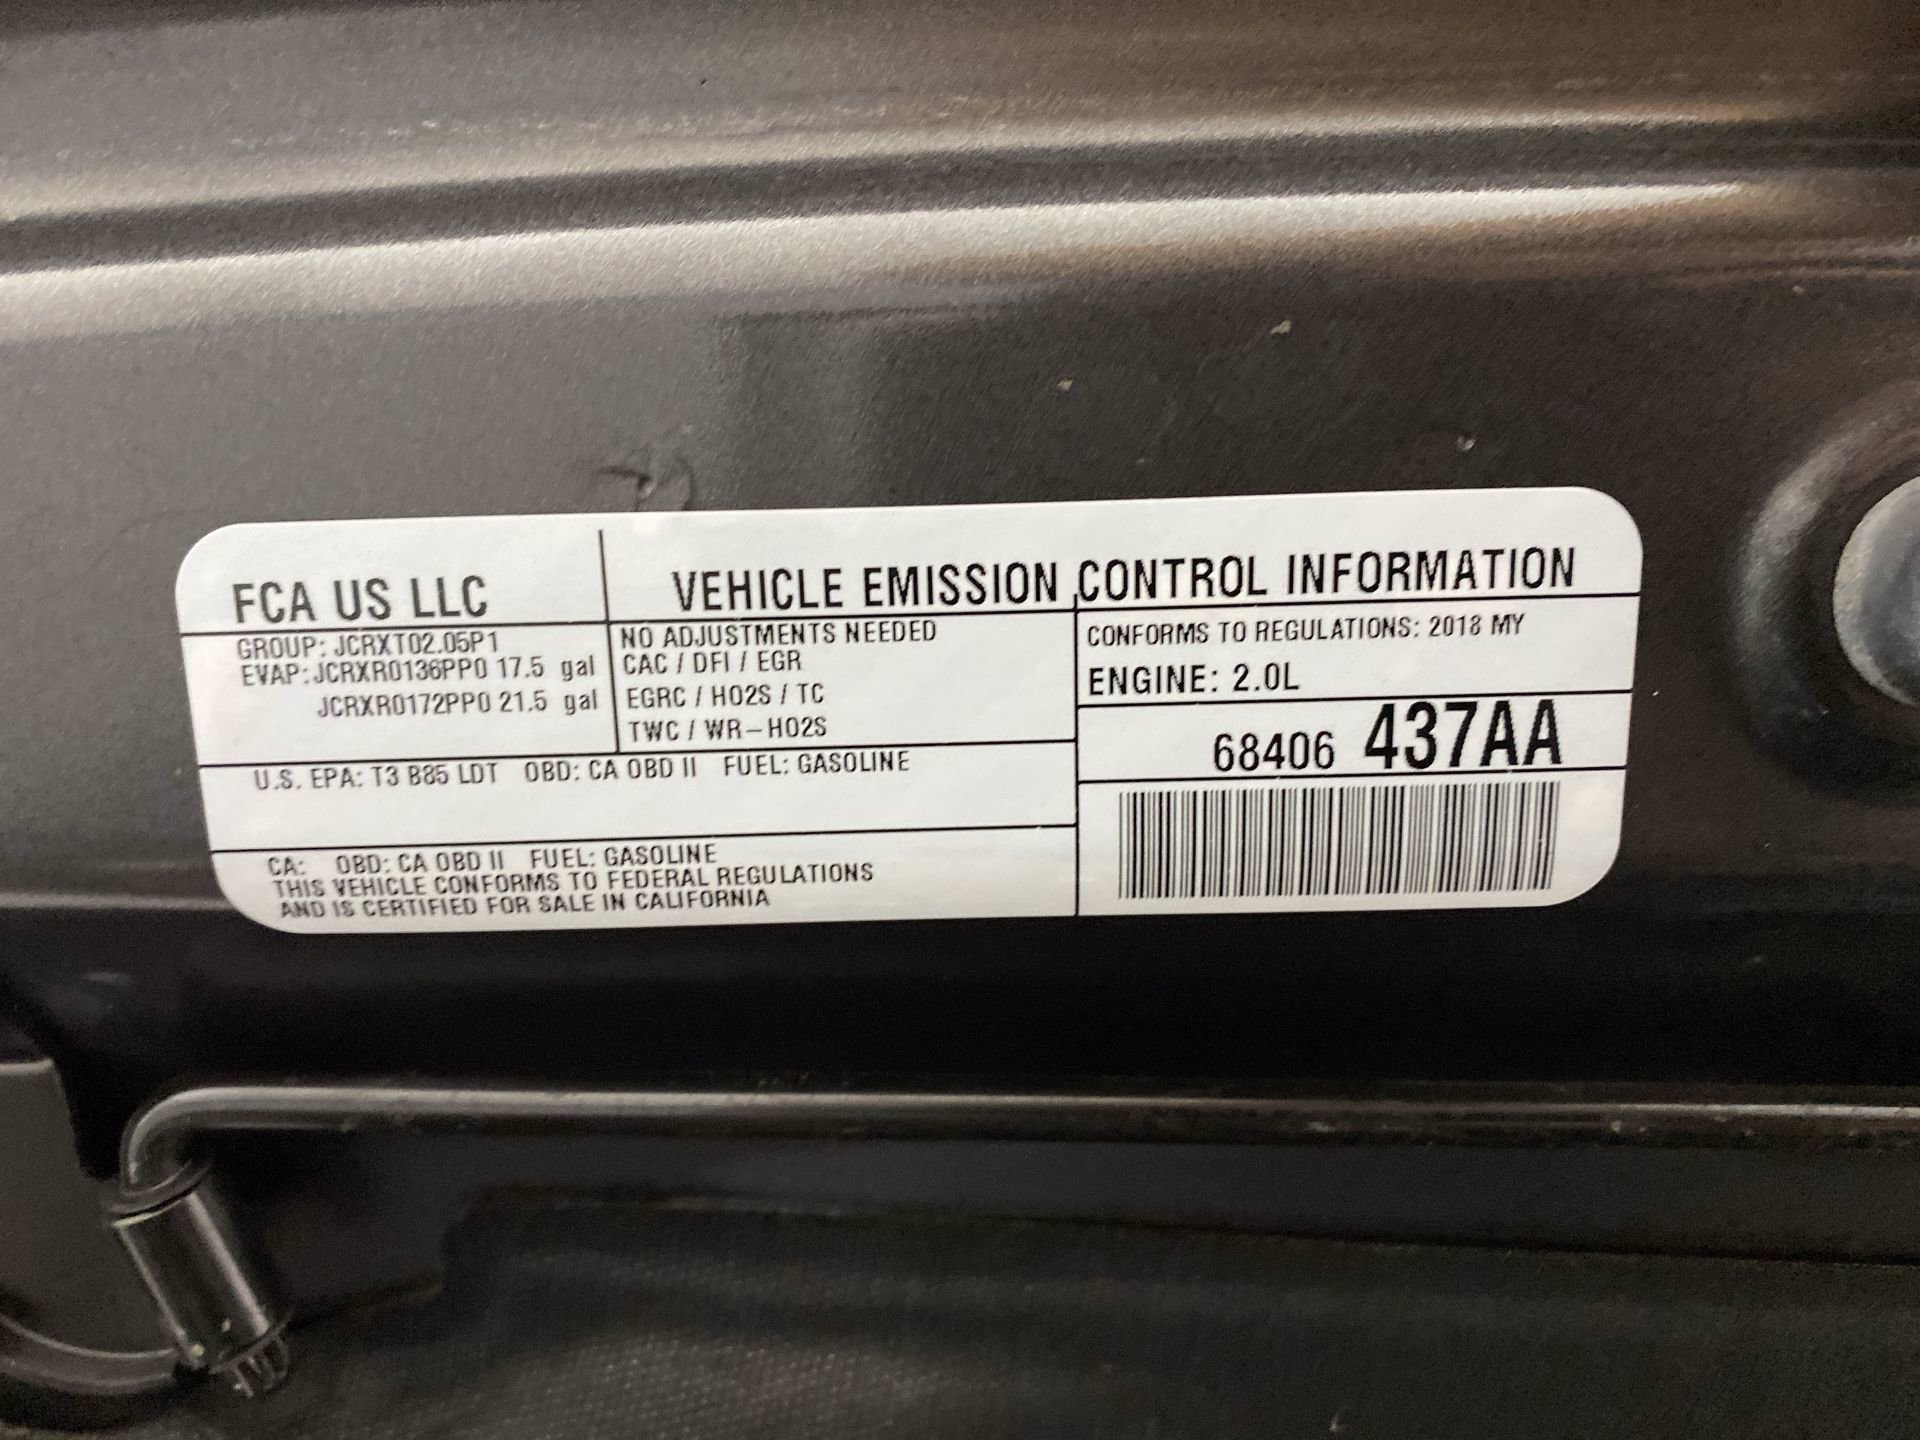 FCA US LLC
VEHICLE EMISSION CONTROL INFORMATION
GROUP: JCRXT02.05P1
EVAP: JCRXR0136PP0 17.5 gal
JCRXR0172PP0 21.5 gal
NO ADJUSTMENTS NEEDED
CAC / DFI / EGR
EGRC / HO2S / TC
TWC / WR-HO2S
CONFORMS TO REGULATIONS: 2018 MY
ENGINE: 2.0L
68406 437AA
U.S. EPA: T3 B85 LDT OBD: CA OBD II FUEL: GASOLINE
CA: OBD: CA OBD II FUEL: GASOLINE
THIS VEHICLE CONFORMS TO FEDERAL REGULATIONS
AND IS CERTIFIED FOR SALE IN CALIFORNIA